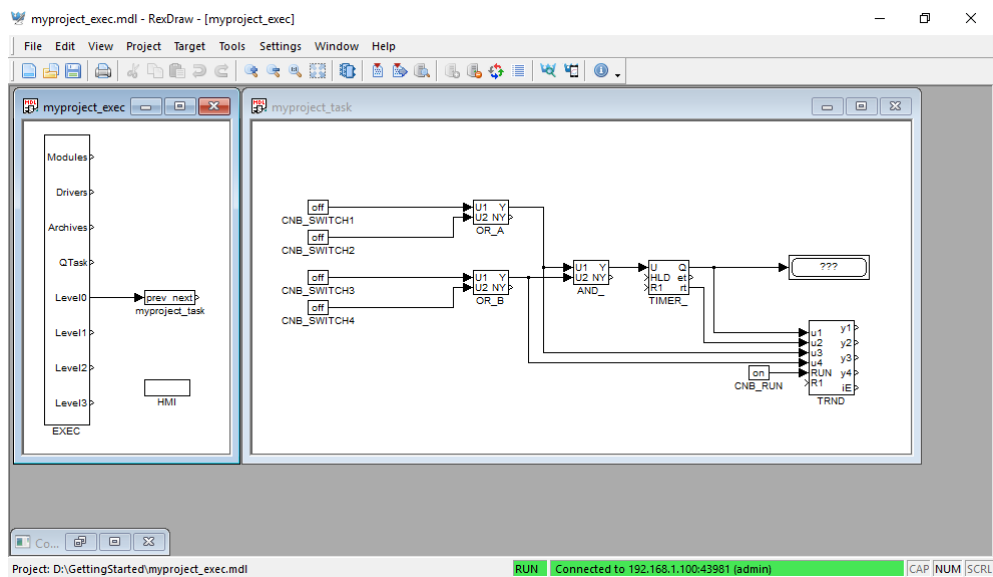 myproject_exec.mdl - RexDraw - [myproject_exec]
File Edit View Project Target Tools Settings Window Help
myproject_exec
myproject_task
Modules
Drivers
Archives
QTask
Level0
prev next
myproject_task
Level1
Level2
HMI
Level3
EXEC
off
CNB_SWITCH1
off
CNB_SWITCH2
off
CNB_SWITCH3
off
CNB_SWITCH4
U1 Y
U2 NY
OR_A
U1 Y
U2 NY
OR_B
U1 Y
U2 NY
AND_
U Q
HLD et
R1 rt
TIMER_
???
on
CNB_RUN
u1 y1
u2 y2
u3 y3
u4
RUN y4
R1 iE
TRND
Co...
Project: D:\GettingStarted\myproject_exec.mdl RUN Connected to 192.168.1.100:43981 (admin) CAP NUM SCRL